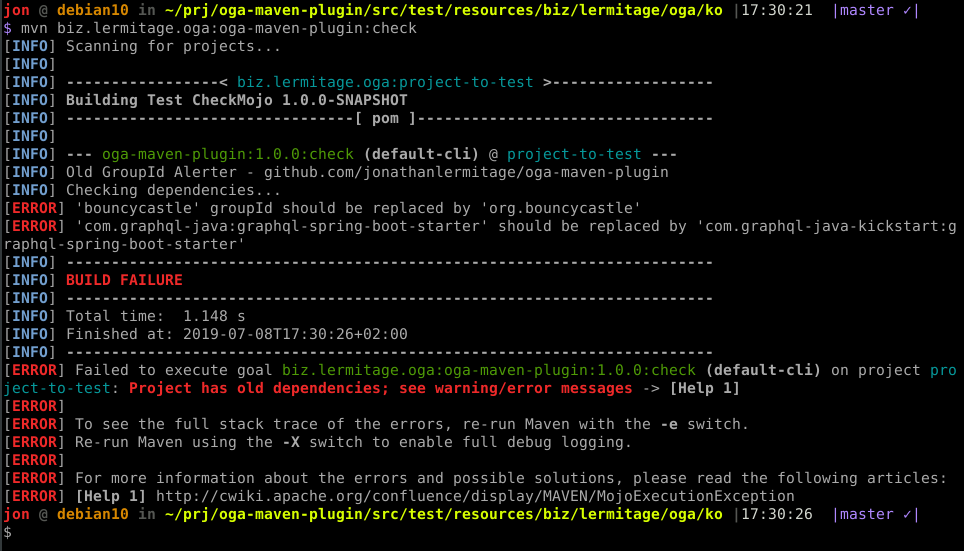 jon @ debian10 in ~/prj/oga-maven-plugin/src/test/resources/biz/lermitage/oga/ko |17:30:21  |master ✓|
$ mvn biz.lermitage.oga:oga-maven-plugin:check
[INFO] Scanning for projects...
[INFO]
[INFO] -----------------< biz.lermitage.oga:project-to-test >------------------
[INFO] Building Test CheckMojo 1.0.0-SNAPSHOT
[INFO] --------------------------------[ pom ]---------------------------------
[INFO]
[INFO] --- oga-maven-plugin:1.0.0:check (default-cli) @ project-to-test ---
[INFO] Old GroupId Alerter - github.com/jonathanlermitage/oga-maven-plugin
[INFO] Checking dependencies...
[ERROR] 'bouncycastle' groupId should be replaced by 'org.bouncycastle'
[ERROR] 'com.graphql-java:graphql-spring-boot-starter' should be replaced by 'com.graphql-java-kickstart:g
raphql-spring-boot-starter'
[INFO] ------------------------------------------------------------------------
[INFO] BUILD FAILURE
[INFO] ------------------------------------------------------------------------
[INFO] Total time:  1.148 s
[INFO] Finished at: 2019-07-08T17:30:26+02:00
[INFO] ------------------------------------------------------------------------
[ERROR] Failed to execute goal biz.lermitage.oga:oga-maven-plugin:1.0.0:check (default-cli) on project pro
ject-to-test: Project has old dependencies; see warning/error messages -> [Help 1]
[ERROR]
[ERROR] To see the full stack trace of the errors, re-run Maven with the -e switch.
[ERROR] Re-run Maven using the -X switch to enable full debug logging.
[ERROR]
[ERROR] For more information about the errors and possible solutions, please read the following articles:
[ERROR] [Help 1] http://cwiki.apache.org/confluence/display/MAVEN/MojoExecutionException
jon @ debian10 in ~/prj/oga-maven-plugin/src/test/resources/biz/lermitage/oga/ko |17:30:26  |master ✓|
$